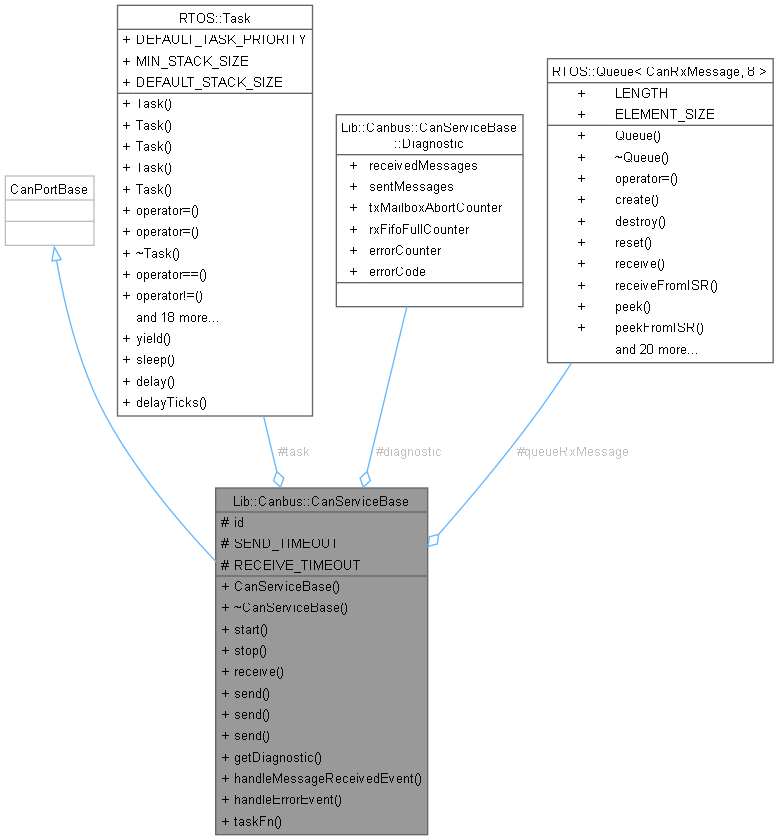 RTOS::Task
+ DEFAULT_TASK_PRIORITY
+ MIN_STACK_SIZE
+ DEFAULT_STACK_SIZE
+ Task()
+ Task()
+ Task()
+ Task()
+ Task()
+ operator=()
+ operator=()
+ ~Task()
+ operator==()
+ operator!=()
and 18 more...
+ yield()
+ sleep()
+ delay()
+ delayTicks()
RTOS::Queue< CanRxMessage, 8 >
+ LENGTH
+ ELEMENT_SIZE
+ Queue()
+ ~Queue()
+ operator=()
+ create()
+ destroy()
+ reset()
+ receive()
+ receiveFromISR()
+ peek()
+ peekFromISR()
and 20 more...
Lib::Canbus::CanServiceBase
::Diagnostic
+ receivedMessages
+ sentMessages
+ txMailboxAbortCounter
+ rxFifoFullCounter
+ errorCounter
+ errorCode
CanPortBase
#task
#diagnostic
#queueRxMessage
Lib::Canbus::CanServiceBase
# id
# SEND_TIMEOUT
# RECEIVE_TIMEOUT
+ CanServiceBase()
+ ~CanServiceBase()
+ start()
+ stop()
+ receive()
+ send()
+ send()
+ send()
+ getDiagnostic()
+ handleMessageReceivedEvent()
+ handleErrorEvent()
+ taskFn()